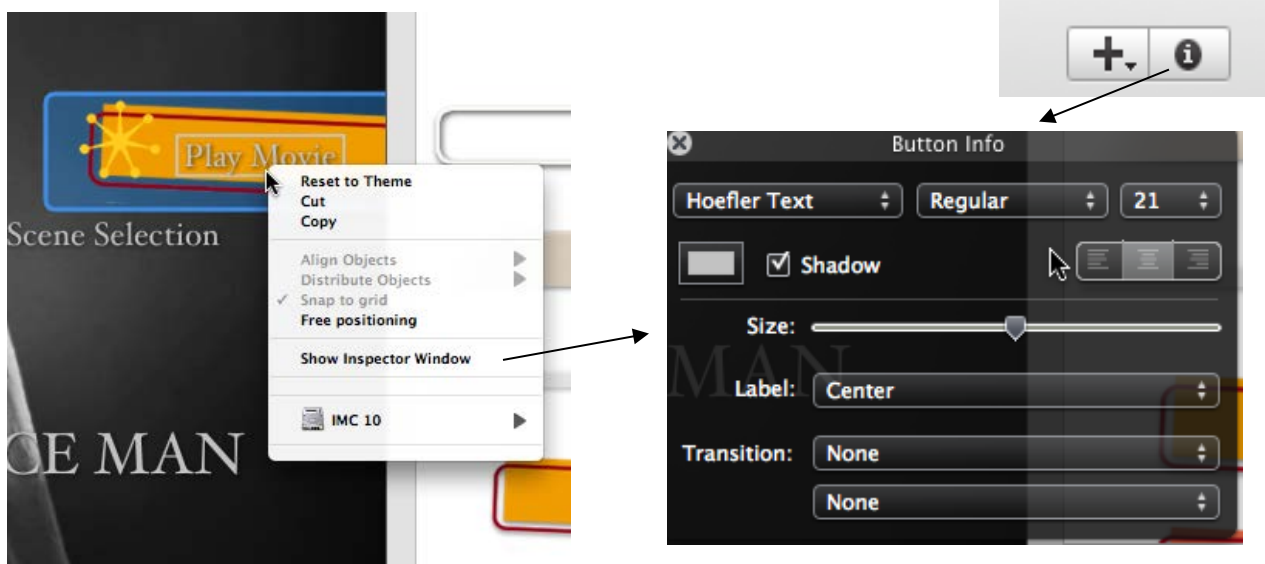 Play Movie
Scene Selection
CE MAN
Reset to Theme
Cut
Copy
Align Objects
Distribute Objects
✓ Snap to grid
Free positioning
Show Inspector Window
IMC 10
Button Info
Hoefler Text
Regular
21
Shadow
Size:
MAN
Label:
Center
Transition:
None
None